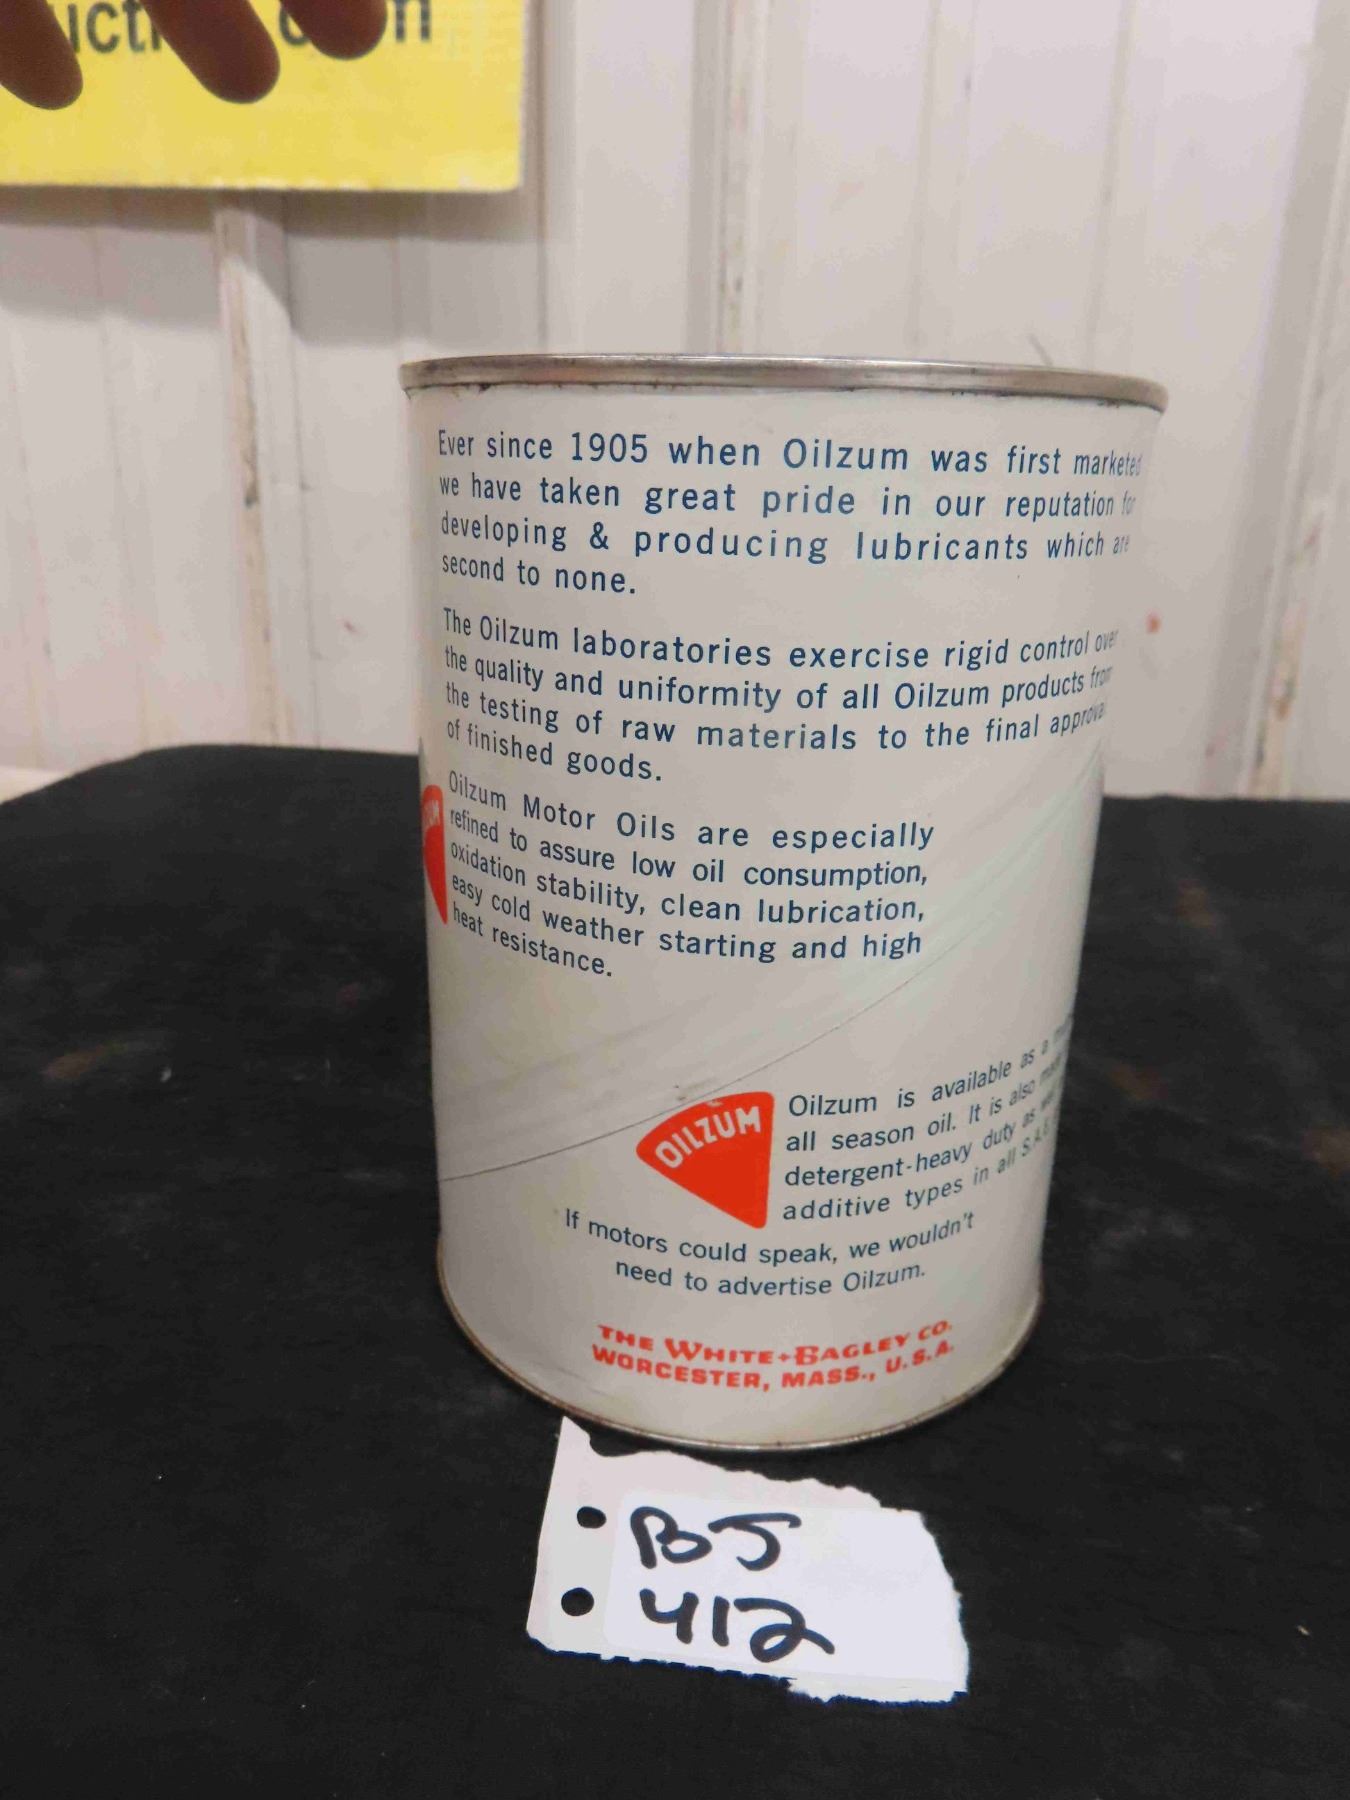 Ever since 1905 when Oilzum was first marketed
we have taken great pride in our reputation for
developing & producing lubricants which are
second to none.
The Oilzum laboratories exercise rigid control over
the quality and uniformity of all Oilzum products from
the testing of raw materials to the final approval
of finished goods.
Oilzum Motor Oils are especially
refined to assure low oil consumption,
oxidation stability, clean lubrication,
easy cold weather starting and high
heat resistance.
OILZUM
Oilzum is available as a
all season oil. It is also
detergent-heavy duty as
additive types in all S.A.E.
If motors could speak, we wouldn't
need to advertise Oilzum.
THE WHITE + BAGLEY CO.
WORCESTER, MASS., U.S.A.
BJ
412